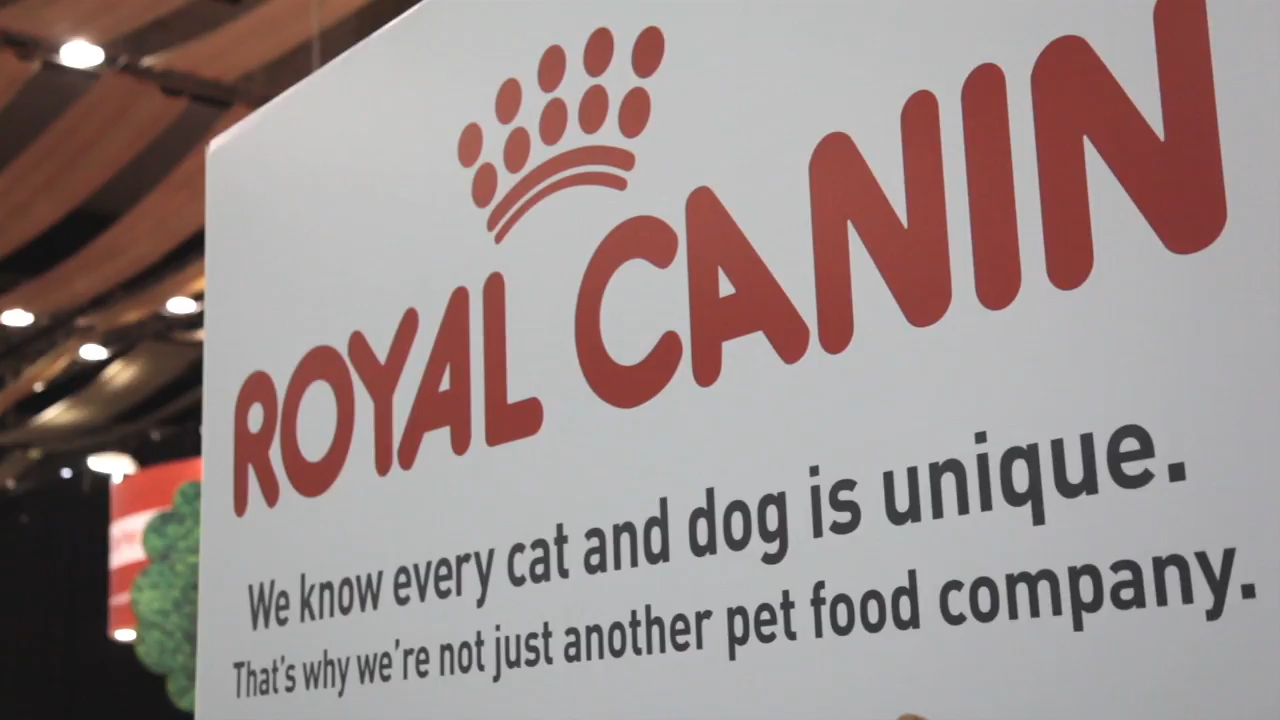 ROYAL CANIN
We know every cat and dog is unique.
That's why we're not just another pet food company.